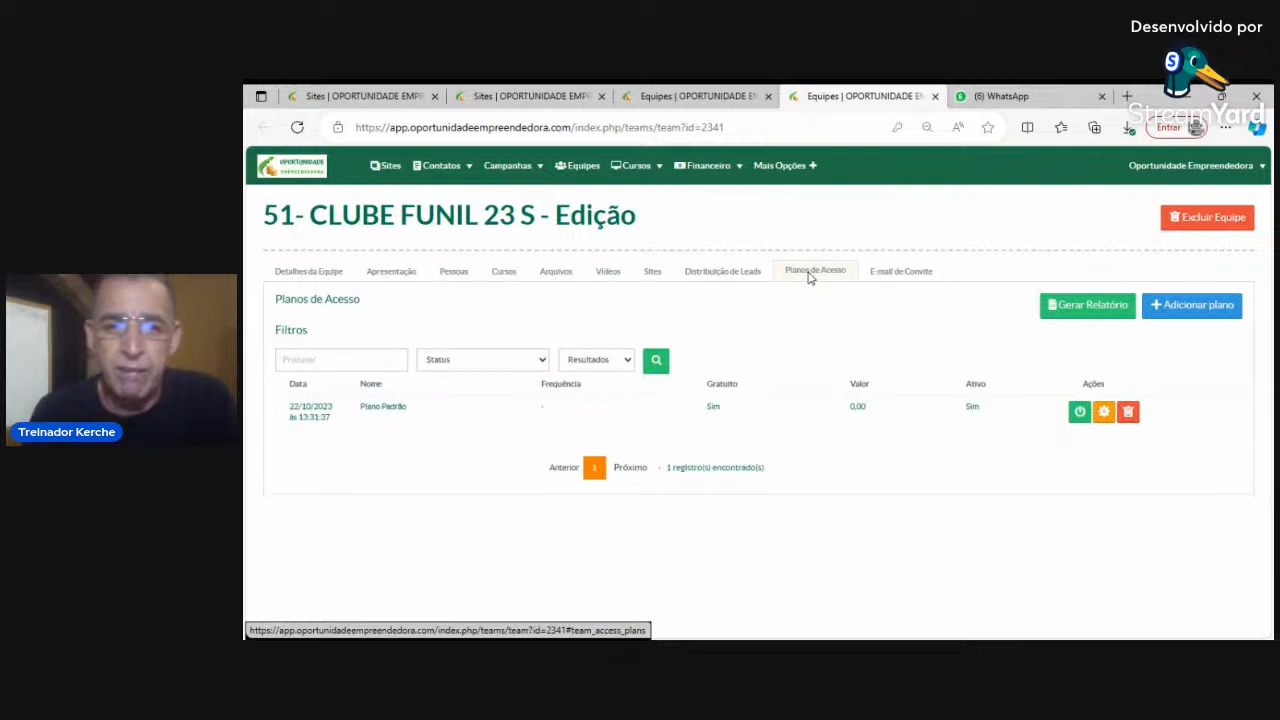 Desenvolvido por
S
StreamYard
Sites | OPORTUNIDADE EMPR
Sites | OPORTUNIDADE EMPR
Equipes | OPORTUNIDADE E
Equipes | OPORTUNIDADE E
(6) WhatsApp
https://app.oportunidadeempreendedora.com/index.php/teams/team?id=2341
Entrar
OPORTUNIDADE
EMPREENDEDORA
Sites
Contatos
Campanhas
Equipes
Cursos
Financeiro
Mais Opções
Oportunidade Empreendedora
51- CLUBE FUNIL 23 S - Edição
Excluir Equipe
Detalhes da Equipe
Apresentação
Pessoas
Cursos
Arquivos
Vídeos
Sites
Distribuição de Leads
Planos de Acesso
E-mail de Convite
Planos de Acesso
Gerar Relatório
Adicionar plano
Filtros
Procurar
Status
Resultados
Data Nome Frequência Gratuito Valor Ativo Ações
22/10/2023 Plano Padrão - Sim 0,00 Sim
às 13:31:37
Anterior 1 Próximo - 1 registro(s) encontrado(s)
Treinador Kerche
https://app.oportunidadeempreendedora.com/index.php/teams/team?id=2341#team_access_plans